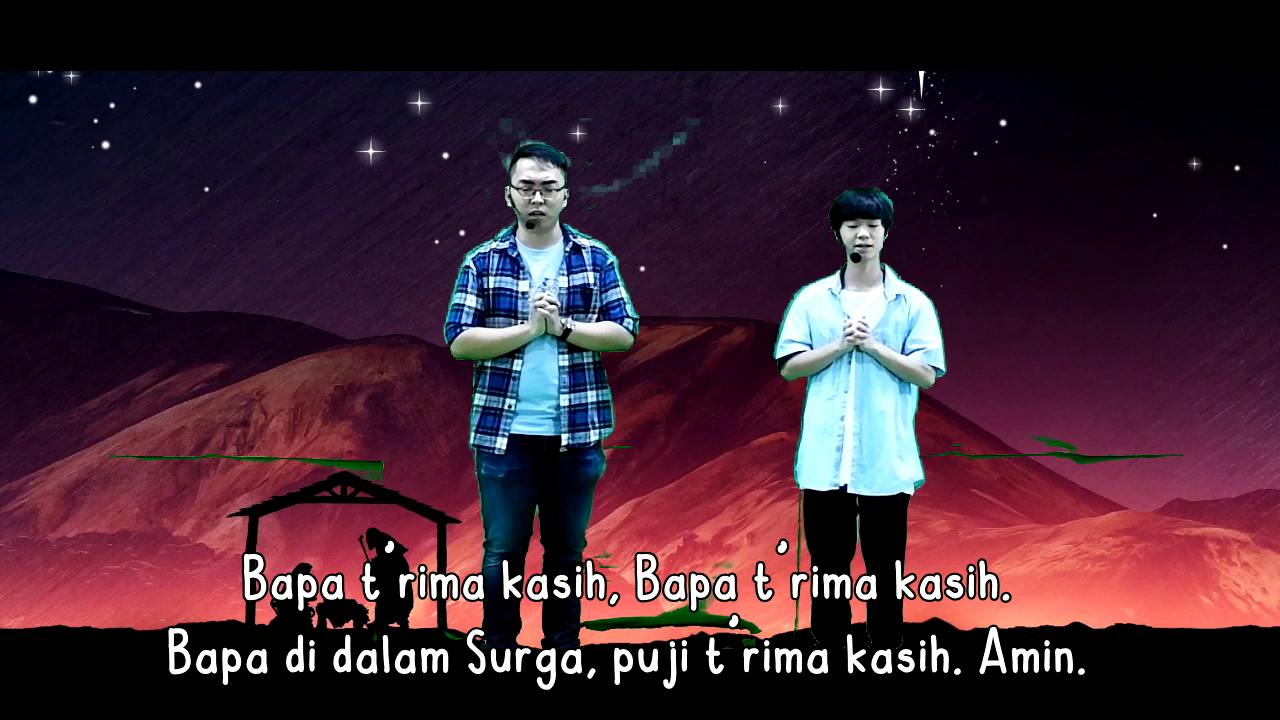 Bapa t'rima kasih, Bapa t'rima kasih.
Bapa di dalam Surga, puji t'rima kasih. Amin.